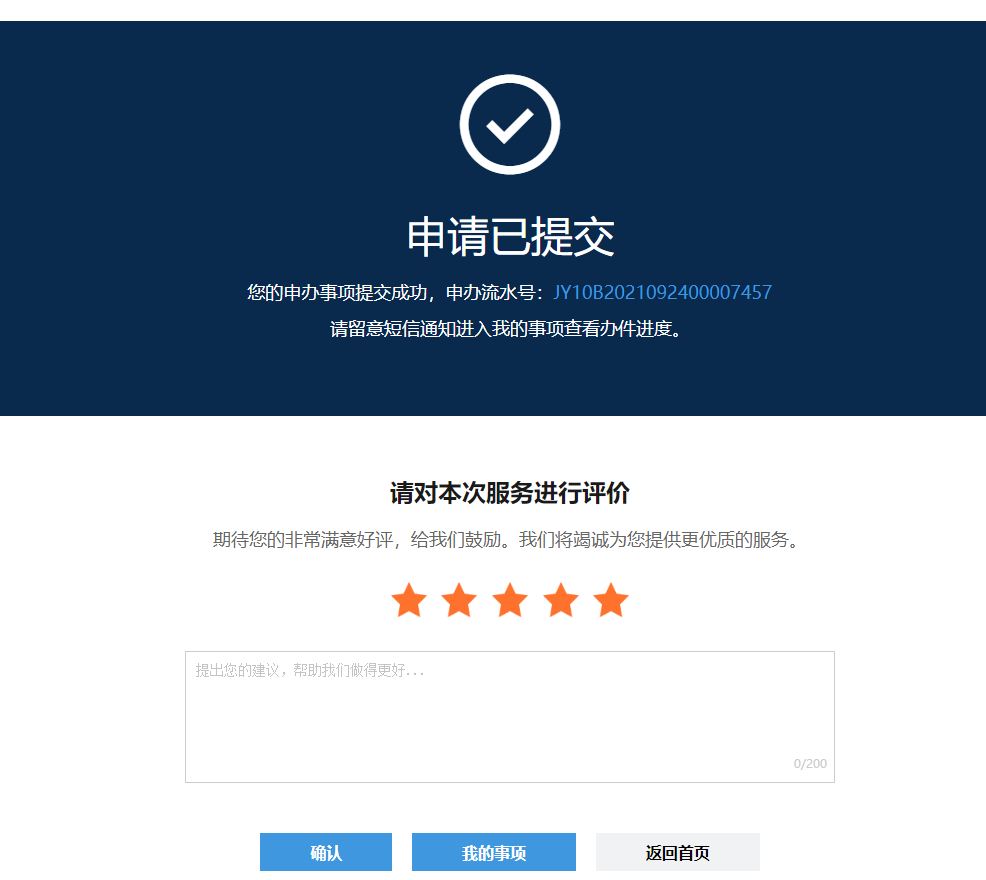 申请已提交
您的申办事项提交成功，申办流水号：JY10B2021092400007457
请留意短信通知进入我的事项查看办件进度。
请对本次服务进行评价
期待您的非常满意好评，给我们鼓励。我们将竭诚为您提供更优质的服务。
提出您的建议，帮助我们做得更好...
0/200
确认 我的事项 返回首页